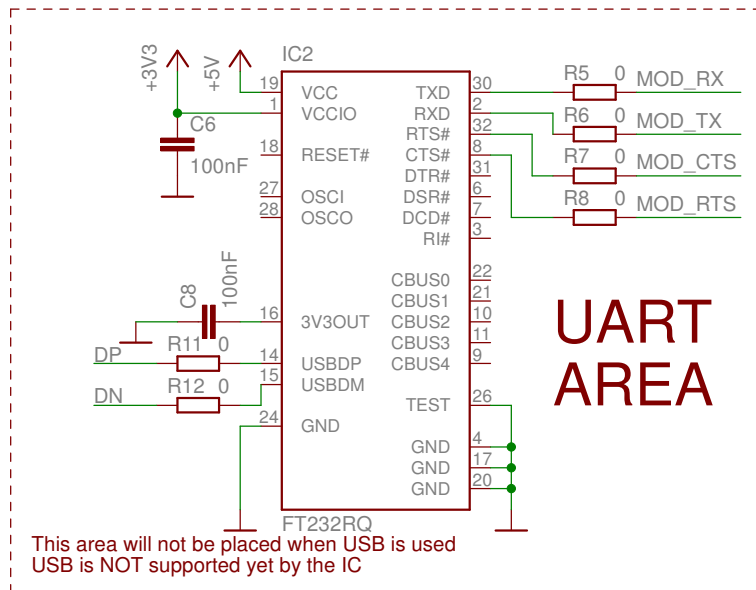 IC2
+3V3
+5V
19 VCC
1 VCCIO
C6
100nF
18 RESET#
27 OSCI
28 OSCO
C8
100nF
16 3V3OUT
DP R11 0
14 USBDP
15 USBDM
DN R12 0
24 GND
TXD 30
RXD 2
RTS# 32
CTS# 8
DTR# 31
DSR# 6
DCD# 7
RI# 3
CBUS0 22
CBUS1 21
CBUS2 10
CBUS3 11
CBUS4 9
TEST 26
GND 4
GND 17
GND 20
R5 0 MOD_RX
R6 0 MOD_TX
R7 0 MOD_CTS
R8 0 MOD_RTS
UART
AREA
FT232RQ
This area will not be placed when USB is used
USB is NOT supported yet by the IC